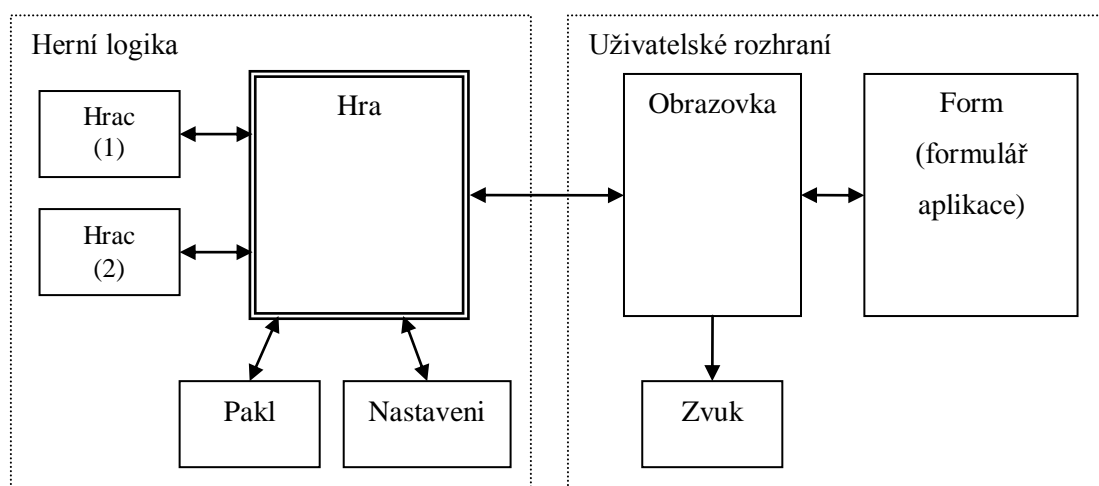 Herní logika
Hrac
(1)
Hrac
(2)
Hra
Pakl
Nastaveni
Uživatelské rozhraní
Obrazovka
Form
(formulář
aplikace)
Zvuk